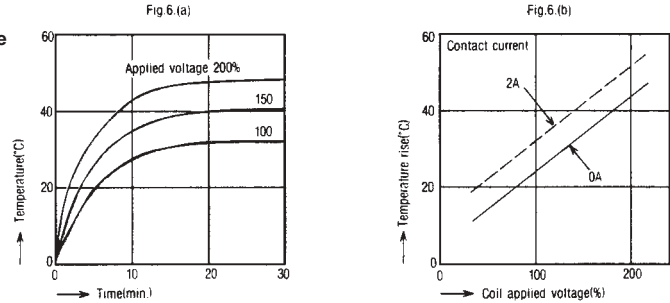 e
Fig.6.(a)
60
40
20
0
Applied voltage 200%
150
100
0
10
20
30
Temperature(°C)
Time(min.)
Fig.6.(b)
60
40
20
0
Contact current
2A
0A
0
100
200
Temperature rise(°C)
Coil applied voltage(%)